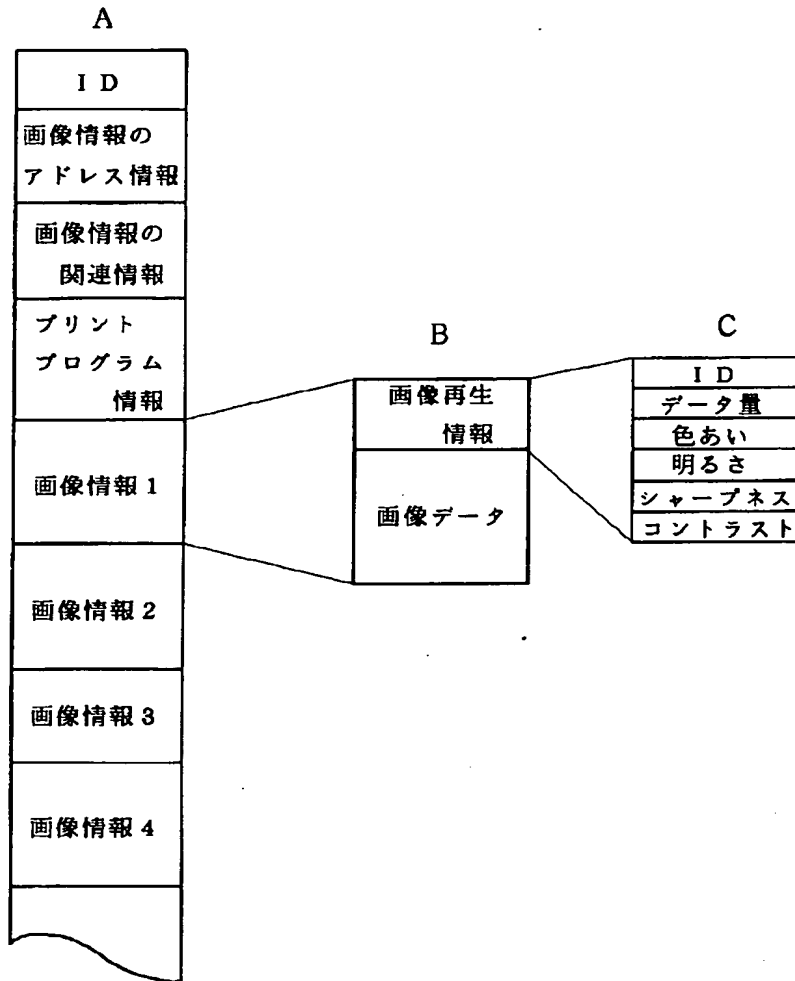 A
I D
画像情報の
アドレス情報
画像情報の
関連情報
プリント
プログラム
情報
画像情報1
画像情報2
画像情報3
画像情報4
B
画像再生
情報
画像データ
C
I D
データ量
色あい
明るさ
シャープネス
コントラスト